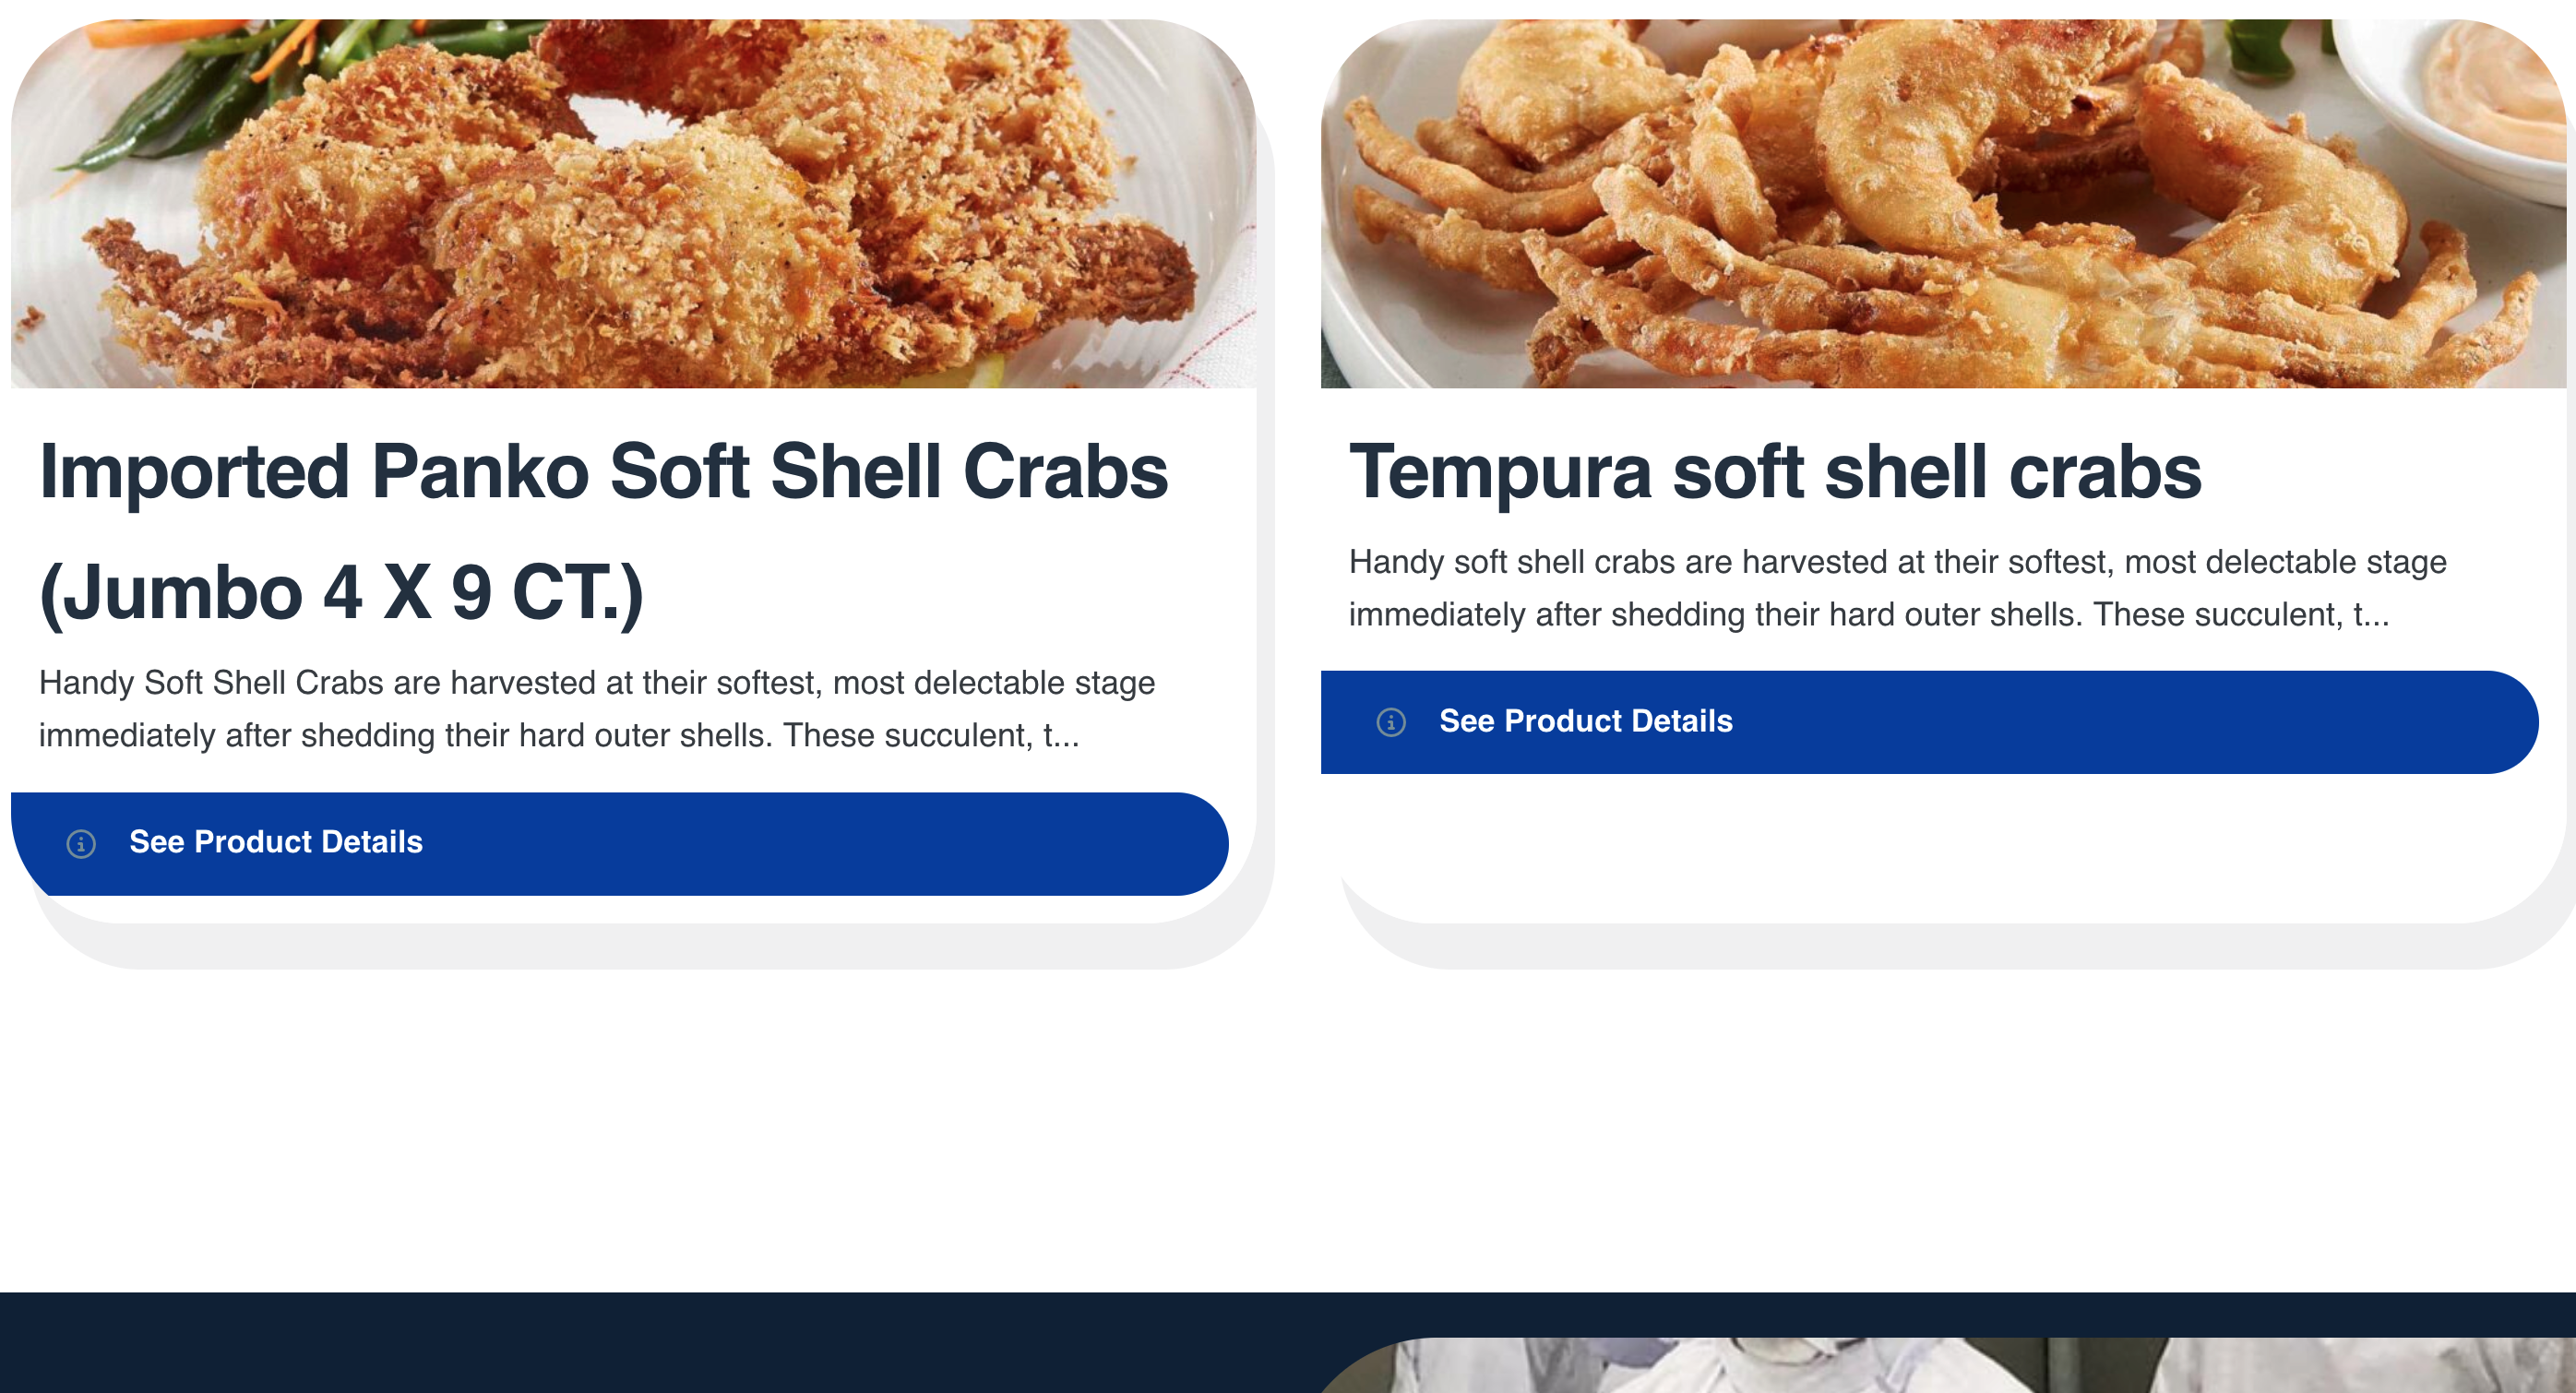 Imported Panko Soft Shell Crabs
(Jumbo 4 X 9 CT.)
Handy Soft Shell Crabs are harvested at their softest, most delectable stage
immediately after shedding their hard outer shells. These succulent, t...
See Product Details
Tempura soft shell crabs
Handy soft shell crabs are harvested at their softest, most delectable stage
immediately after shedding their hard outer shells. These succulent, t...
See Product Details